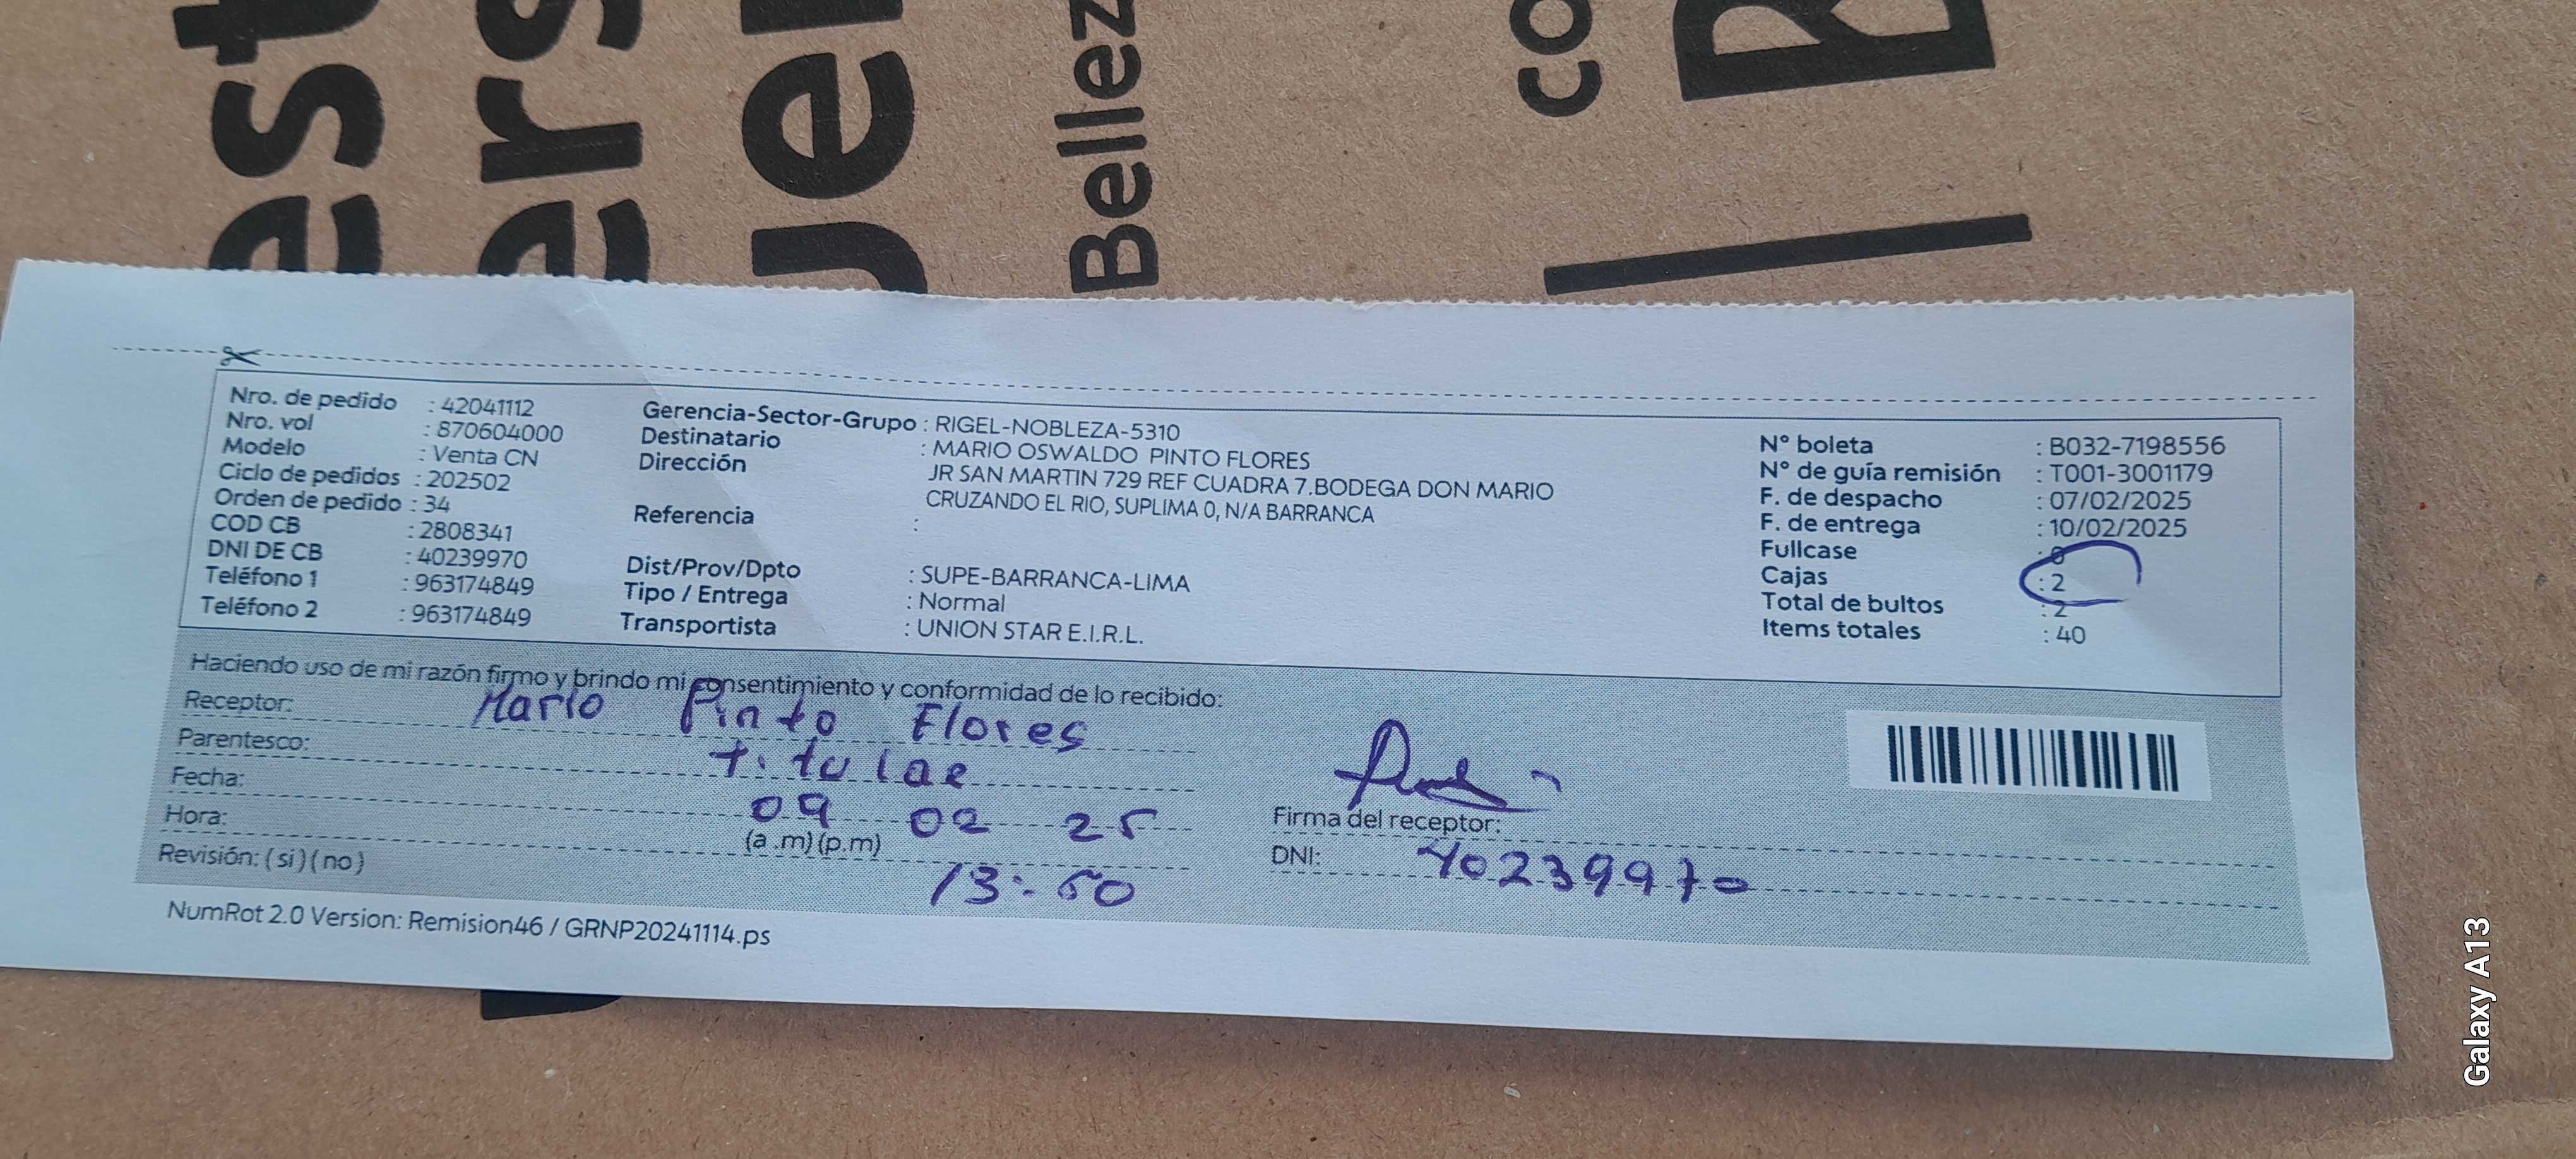 est
ers
uer
Bellez
co
Nro. de pedido : 42041112
Nro. vol : 870604000
Modelo : Venta CN
Ciclo de pedidos : 202502
Orden de pedido : 34
COD CB : 2808341
DNI DE CB : 40239970
Teléfono 1 : 963174849
Teléfono 2 : 963174849
Gerencia-Sector-Grupo : RIGEL-NOBLEZA-5310
Destinatario : MARIO OSWALDO PINTO FLORES
Dirección JR SAN MARTIN 729 REF CUADRA 7.BODEGA DON MARIO
CRUZANDO EL RIO, SUPLIMA 0, N/A BARRANCA
Referencia :
Dist/Prov/Dpto : SUPE-BARRANCA-LIMA
Tipo / Entrega : Normal
Transportista : UNION STAR E.I.R.L.
N° boleta : B032-7198556
N° de guía remisión : T001-3001179
F. de despacho : 07/02/2025
F. de entrega : 10/02/2025
Fullcase : 0
Cajas : 2
Total de bultos : 2
Items totales : 40
Haciendo uso de mi razón firmo y brindo mi consentimiento y conformidad de lo recibido:
Receptor: Mario Pinto Flores
Parentesco: titular
Fecha: 09 02 25
Hora: (a .m) (p.m)
13:50
Revisión: ( si ) ( no )
Firma del receptor:
DNI: 40239970
NumRot 2.0 Version: Remision46 / GRNP20241114.ps
Galaxy A13